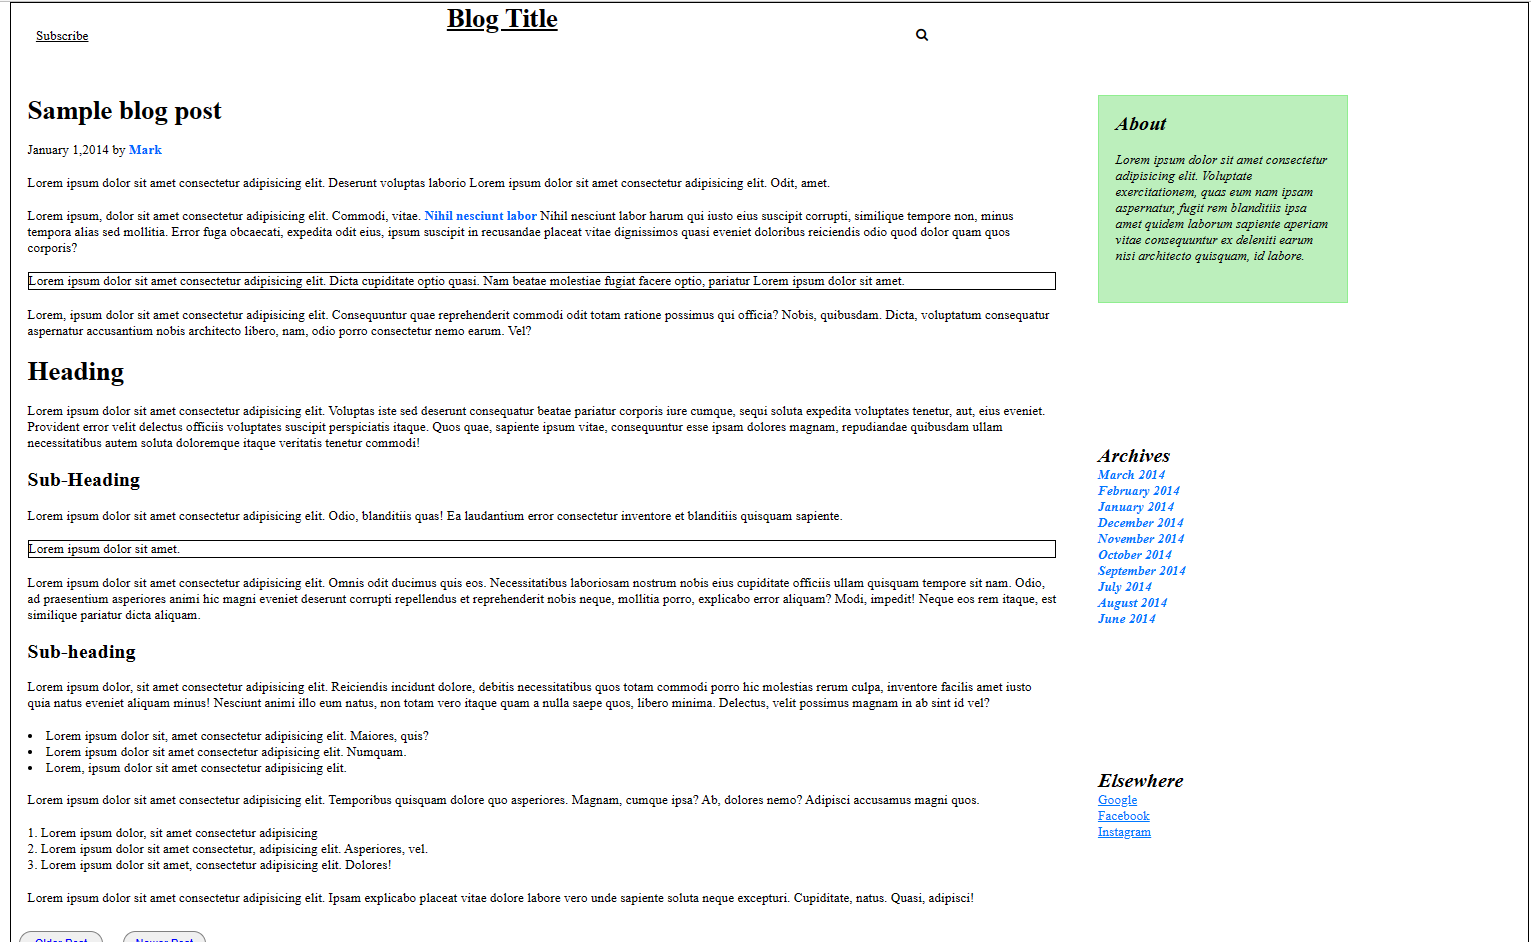 Blog Title
Subscribe
Sample blog post
January 1,2014 by Mark
Lorem ipsum dolor sit amet consectetur adipisicing elit. Deserunt voluptas laborio Lorem ipsum dolor sit amet consectetur adipisicing elit. Odit, amet.
Lorem ipsum, dolor sit amet consectetur adipisicing elit. Commodi, vitae. Nihil nesciunt labor Nihil nesciunt labor harum qui iusto eius suscipit corrupti, similique tempore non, minus
tempora alias sed mollitia. Error fuga obcaecati, expedita odit eius, ipsum suscipit in recusandae placeat vitae dignissimos quasi eveniet doloribus reiciendis odio quod dolor quam quos
corporis?
Lorem ipsum dolor sit amet consectetur adipisicing elit. Dicta cupiditate optio quasi. Nam beatae molestiae fugiat facere optio, pariatur Lorem ipsum dolor sit amet.
Lorem, ipsum dolor sit amet consectetur adipisicing elit. Consequuntur quae reprehenderit commodi odit totam ratione possimus qui officia? Nobis, quibusdam. Dicta, voluptatum consequatur
aspernatur accusantium nobis architecto libero, nam, odio porro consectetur nemo earum. Vel?
Heading
Lorem ipsum dolor sit amet consectetur adipisicing elit. Voluptas iste sed deserunt consequatur beatae pariatur corporis iure cumque, sequi soluta expedita voluptates tenetur, aut, eius eveniet.
Provident error velit delectus officiis voluptates suscipit perspiciatis itaque. Quos quae, sapiente ipsum vitae, consequuntur esse ipsam dolores magnam, repudiandae quibusdam ullam
necessitatibus autem soluta doloremque itaque veritatis tenetur commodi!
Sub-Heading
Lorem ipsum dolor sit amet consectetur adipisicing elit. Odio, blanditiis quas! Ea laudantium error consectetur inventore et blanditiis quisquam sapiente.
Lorem ipsum dolor sit amet.
Lorem ipsum dolor sit amet consectetur adipisicing elit. Omnis odit ducimus quis eos. Necessitatibus laboriosam nostrum nobis eius cupiditate officiis ullam quisquam tempore sit nam. Odio,
ad praesentium asperiores animi hic magni eveniet deserunt corrupti repellendus et reprehenderit nobis neque, mollitia porro, explicabo error aliquam? Modi, impedit! Neque eos rem itaque, est
similique pariatur dicta aliquam.
Sub-heading
Lorem ipsum dolor, sit amet consectetur adipisicing elit. Reiciendis incidunt dolore, debitis necessitatibus quos totam commodi porro hic molestias rerum culpa, inventore facilis amet iusto
quia natus eveniet aliquam minus! Nesciunt animi illo eum natus, non totam vero itaque quam a nulla saepe quos, libero minima. Delectus, velit possimus magnam in ab sint id vel?
• Lorem ipsum dolor sit, amet consectetur adipisicing elit. Maiores, quis?
• Lorem ipsum dolor sit amet consectetur adipisicing elit. Numquam.
• Lorem, ipsum dolor sit amet consectetur adipisicing elit.
Lorem ipsum dolor sit amet consectetur adipisicing elit. Temporibus quisquam dolore quo asperiores. Magnam, cumque ipsa? Ab, dolores nemo? Adipisci accusamus magni quos.
1. Lorem ipsum dolor, sit amet consectetur adipisicing
2. Lorem ipsum dolor sit amet consectetur, adipisicing elit. Asperiores, vel.
3. Lorem ipsum dolor sit amet, consectetur adipisicing elit. Dolores!
Lorem ipsum dolor sit amet consectetur adipisicing elit. Ipsam explicabo placeat vitae dolore labore vero unde sapiente soluta neque excepturi. Cupiditate, natus. Quasi, adipisci!
Older Post
Newer Post
About
Lorem ipsum dolor sit amet consectetur
adipisicing elit. Voluptate
exercitationem, quas eum nam ipsam
aspernatur, fugit rem blanditiis ipsa
amet quidem laborum sapiente aperiam
vitae consequuntur ex deleniti earum
nisi architecto quisquam, id labore.
Archives
March 2014
February 2014
January 2014
December 2014
November 2014
October 2014
September 2014
July 2014
August 2014
June 2014
Elsewhere
Google
Facebook
Instagram